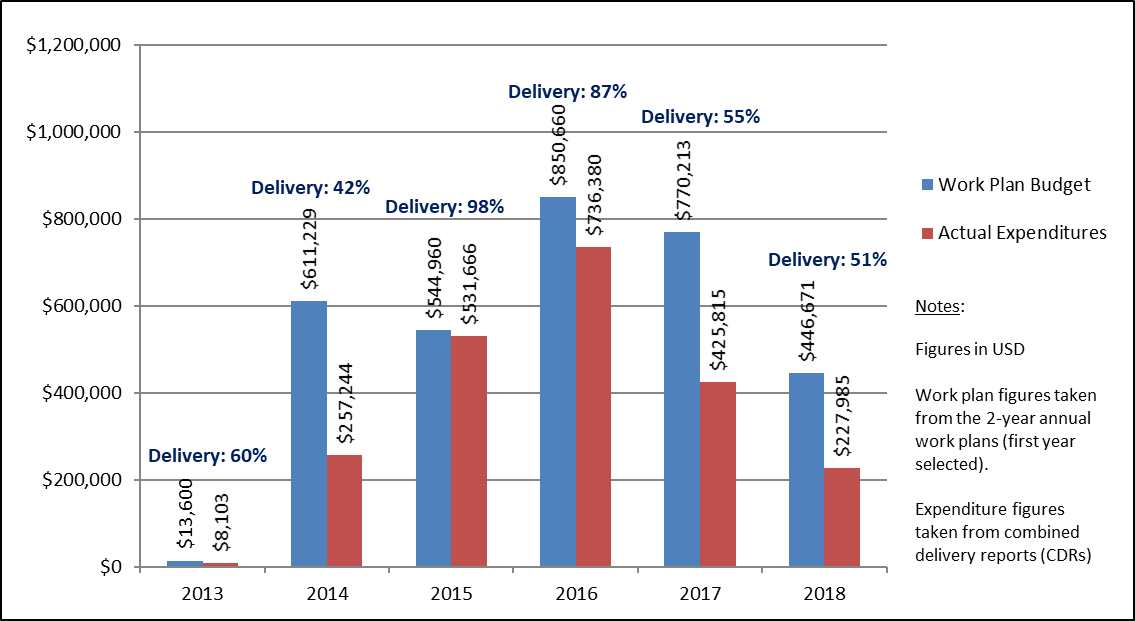 $1,200,000
$1,000,000
$800,000
$600,000
$400,000
$200,000
$0
Delivery: 60%
$13,600
$8,103
2013
Delivery: 42%
$611,229
$257,244
2014
Delivery: 98%
$544,960
$531,666
2015
Delivery: 87%
$850,660
$736,380
2016
Delivery: 55%
$770,213
$425,815
2017
Delivery: 51%
$446,671
$227,985
2018
Work Plan Budget
Actual Expenditures
Notes:
Figures in USD
Work plan figures taken
from the 2-year annual
work plans (first year
selected).
Expenditure figures
taken from combined
delivery reports (CDRs)